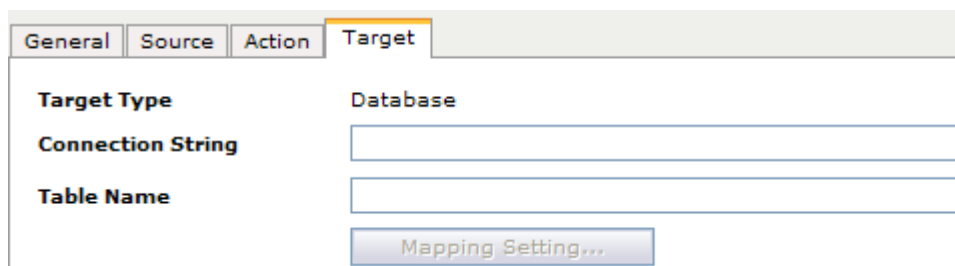 General Source Action Target
Target Type Database
Connection String
Table Name
Mapping Setting...